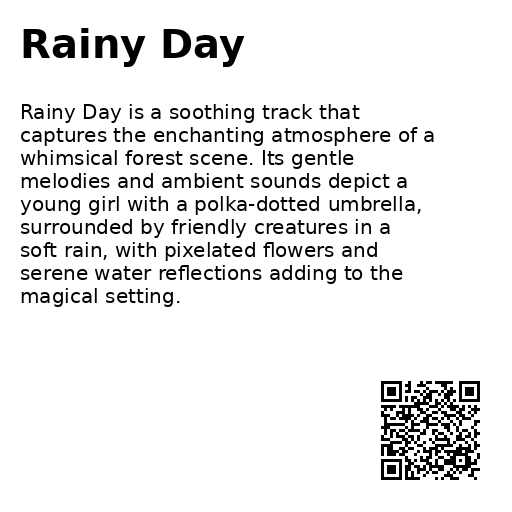 Rainy Day
Rainy Day is a soothing track that
captures the enchanting atmosphere of a
whimsical forest scene. Its gentle
melodies and ambient sounds depict a
young girl with a polka-dotted umbrella,
surrounded by friendly creatures in a
soft rain, with pixelated flowers and
serene water reflections adding to the
magical setting.